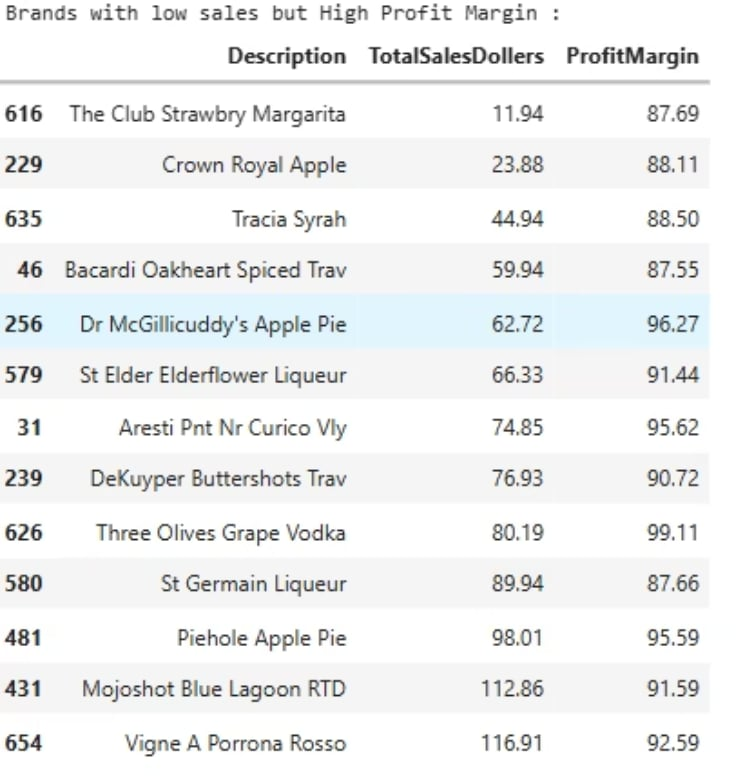 Brands with low sales but High Profit Margin :
Description TotalSalesDollers ProfitMargin
616 The Club Strawbry Margarita 11.94 87.69
229 Crown Royal Apple 23.88 88.11
635 Tracia Syrah 44.94 88.50
46 Bacardi Oakheart Spiced Trav 59.94 87.55
256 Dr McGillicuddy's Apple Pie 62.72 96.27
579 St Elder Elderflower Liqueur 66.33 91.44
31 Aresti Pnt Nr Curico Vly 74.85 95.62
239 DeKuyper Buttershots Trav 76.93 90.72
626 Three Olives Grape Vodka 80.19 99.11
580 St Germain Liqueur 89.94 87.66
481 Piehole Apple Pie 98.01 95.59
431 Mojoshot Blue Lagoon RTD 112.86 91.59
654 Vigne A Porrona Rosso 116.91 92.59